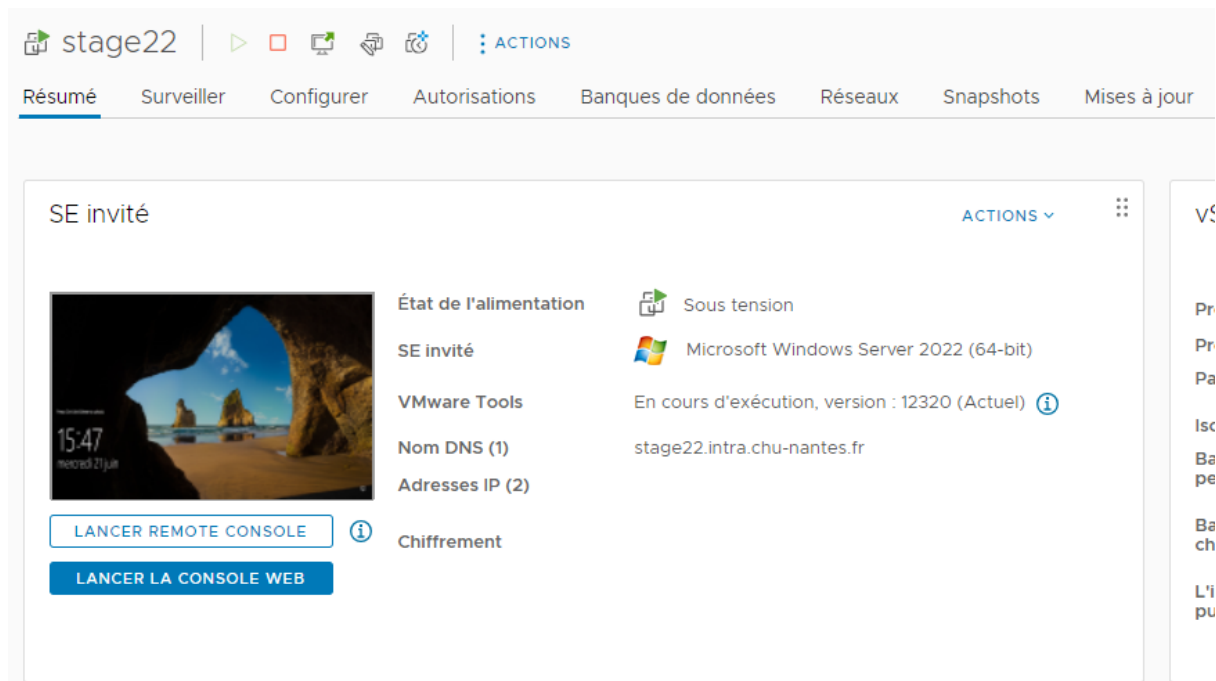 stage22
ACTIONS
Résumé Surveiller Configurer Autorisations Banques de données Réseaux Snapshots Mises à jour
SE invité
ACTIONS
État de l'alimentation Sous tension
SE invité Microsoft Windows Server 2022 (64-bit)
VMware Tools En cours d'exécution, version : 12320 (Actuel)
Nom DNS (1) stage22.intra.chu-nantes.fr
Adresses IP (2)
Chiffrement
15:47
mercredi 21 juin
LANCER REMOTE CONSOLE
LANCER LA CONSOLE WEB